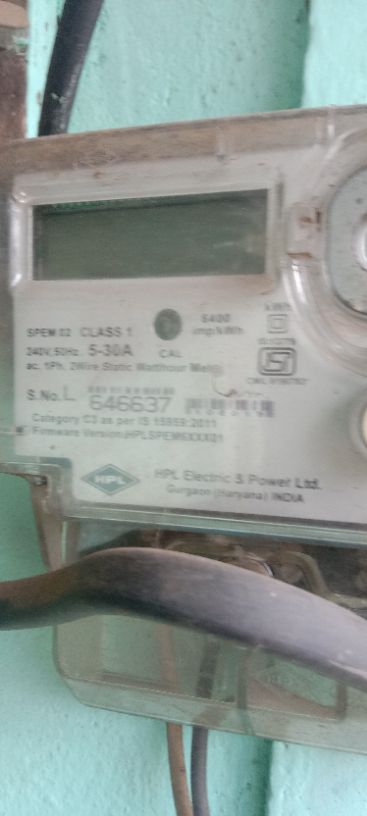 kWh
SPEM 02 CLASS 1
6400
imp/kWh
240V, 50Hz. 5-30A
CAL
ac. 1Ph. 2Wire Static Watthour Meter
S.No. L 646637
Category C3 as per IS 15959:2011
Firmware Version:HPLSPEM6XXX01
HPL
HPL Electric & Power Ltd.
Gurgaon (Haryana) INDIA